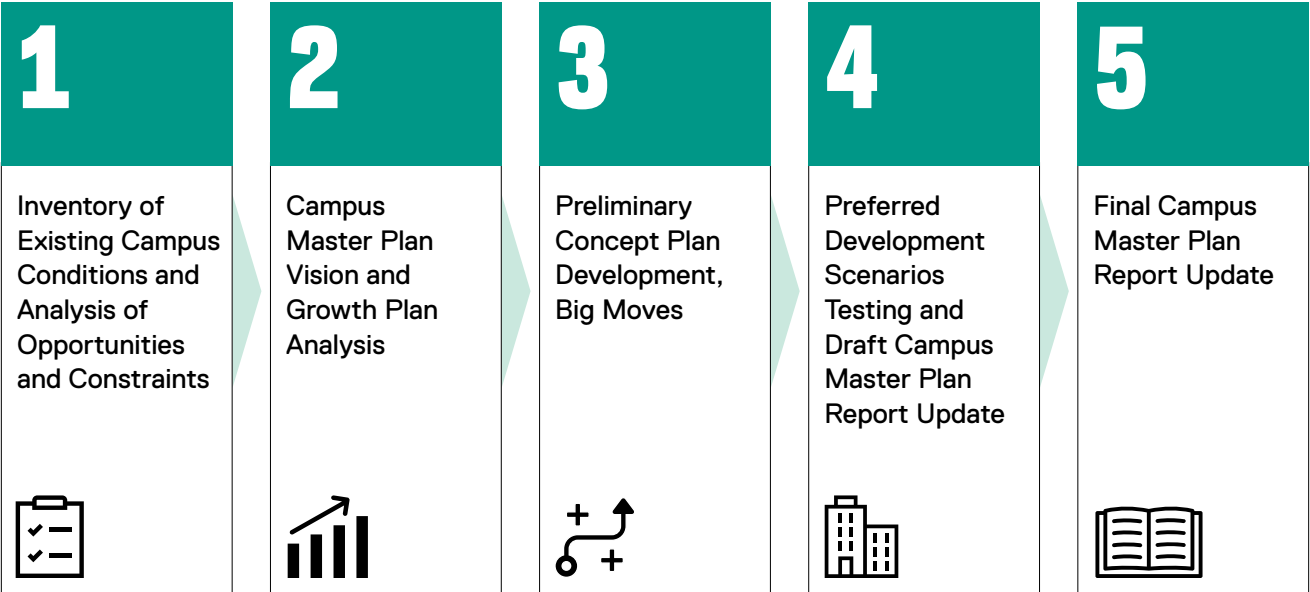 1
Inventory of
Existing Campus
Conditions and
Analysis of
Opportunities
and Constraints
2
Campus
Master Plan
Vision and
Growth Plan
Analysis
3
Preliminary
Concept Plan
Development,
Big Moves
4
Preferred
Development
Scenarios
Testing and
Draft Campus
Master Plan
Report Update
5
Final Campus
Master Plan
Report Update